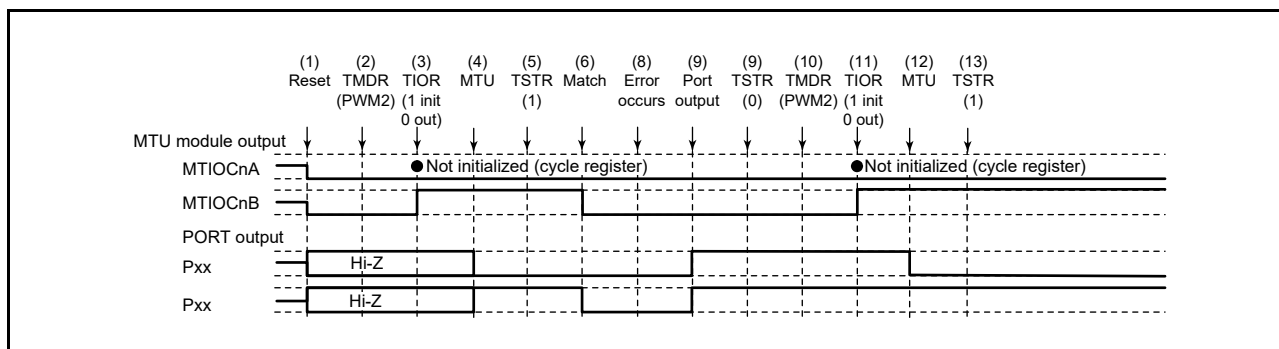 (1) (2) (3) (4) (5) (6) (8) (9) (9) (10) (11) (12) (13)
Reset TMDR TIOR MTU TSTR Match Error Port TSTR TMDR TIOR MTU TSTR
(PWM2) (1 init (1) occurs output (0) (PWM2) (1 init (1)
0 out) 0 out)
MTU module output
MTIOCnA ●Not initialized (cycle register) ●Not initialized (cycle register)
MTIOCnB
PORT output
Pxx Hi-Z
Pxx Hi-Z